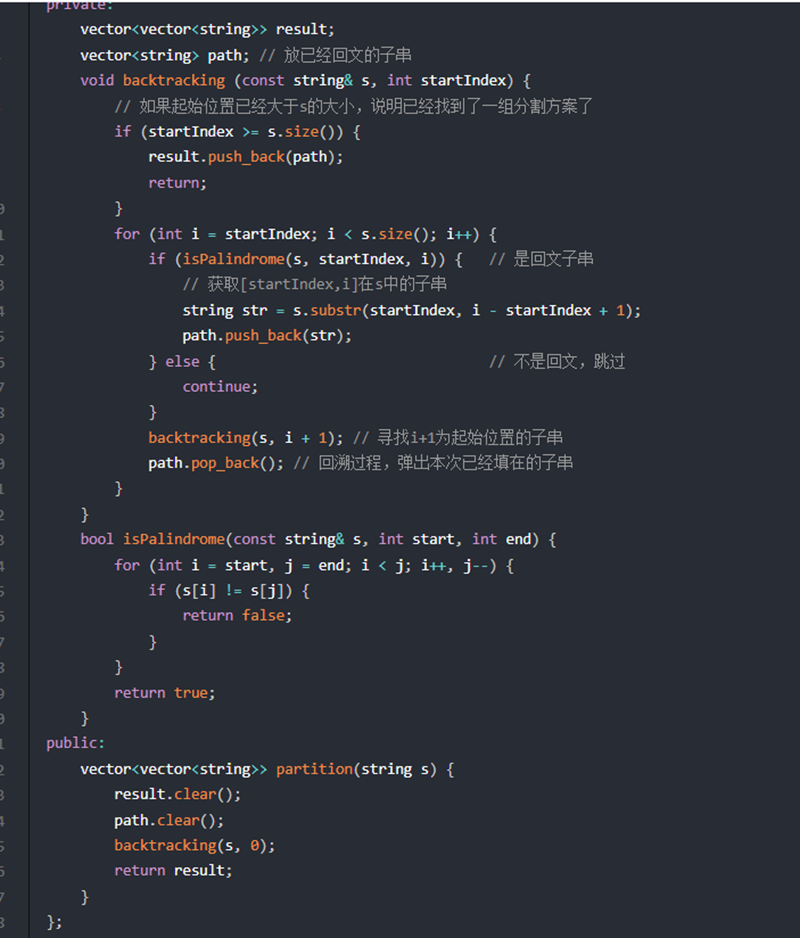 private:
    vector<vector<string>> result;
    vector<string> path; // 放已经回文的子串
    void backtracking (const string& s, int startIndex) {
        // 如果起始位置已经大于s的大小，说明已经找到了一组分割方案了
        if (startIndex >= s.size()) {
            result.push_back(path);
            return;
        }
        for (int i = startIndex; i < s.size(); i++) {
            if (isPalindrome(s, startIndex, i)) {   // 是回文子串
                // 获取[startIndex,i]在s中的子串
                string str = s.substr(startIndex, i - startIndex + 1);
                path.push_back(str);
            } else {                                // 不是回文，跳过
                continue;
            }
            backtracking(s, i + 1); // 寻找i+1为起始位置的子串
            path.pop_back(); // 回溯过程，弹出本次已经填在的子串
        }
    }
    bool isPalindrome(const string& s, int start, int end) {
        for (int i = start, j = end; i < j; i++, j--) {
            if (s[i] != s[j]) {
                return false;
            }
        }
        return true;
    }
public:
    vector<vector<string>> partition(string s) {
        result.clear();
        path.clear();
        backtracking(s, 0);
        return result;
    }
};